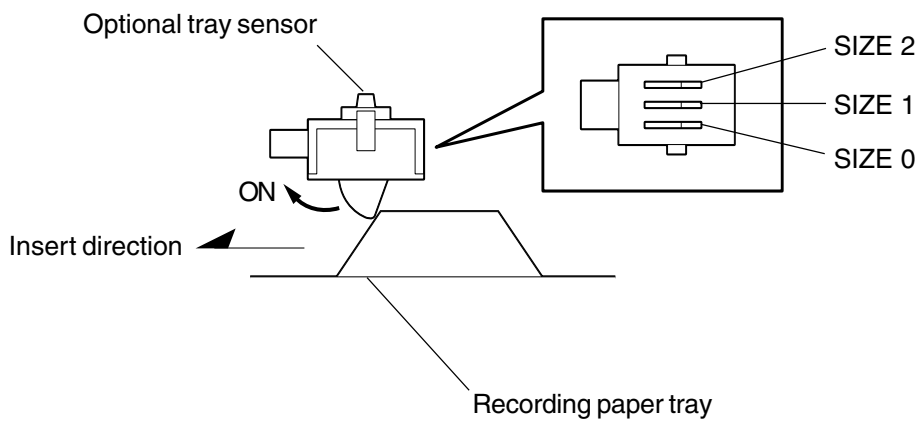 Optional tray sensor
SIZE 2
SIZE 1
SIZE 0
ON
Insert direction
Recording paper tray